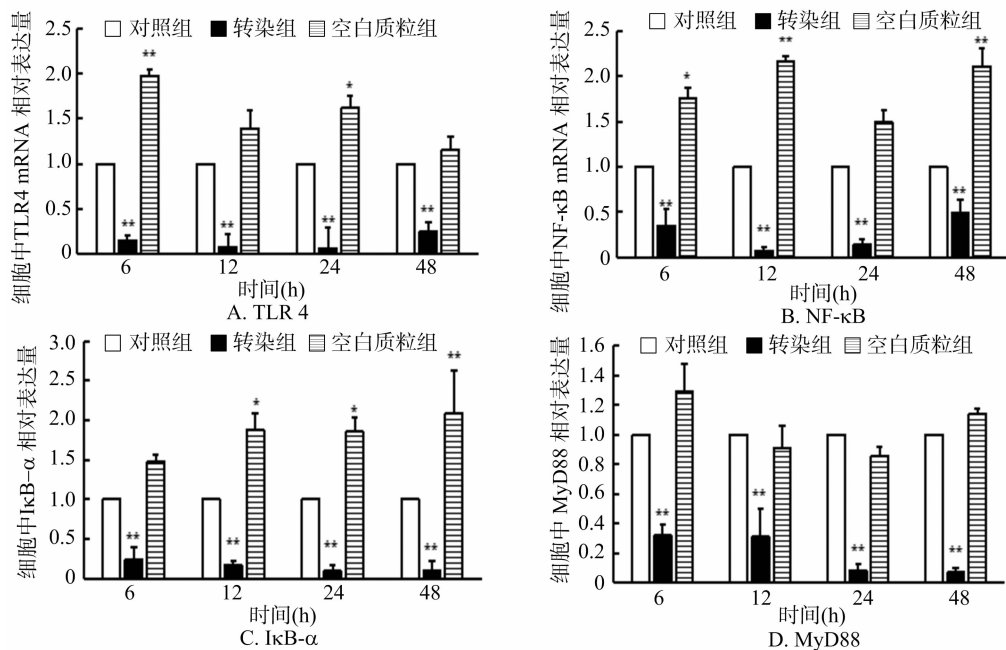 细胞中TLR4 mRNA 相对表达量
2.5
2.0
1.5
1.0
0.5
0
对照组 转染组 空白质粒组
** ** ** ** * **
6 12 24 48
时间(h)
A. TLR 4
细胞中NF-κB mRNA 相对表达量
2.5
2.0
1.5
1.0
0.5
0
对照组 转染组 空白质粒组
** * ** ** ** ** **
6 12 24 48
时间(h)
B. NF-κB
细胞中IκB-α 相对表达量
3.0
2.5
2.0
1.5
1.0
0.5
0
对照组 转染组 空白质粒组
** ** * ** * ** **
6 12 24 48
时间(h)
C. IκB-α
细胞中 MyD88 相对表达量
1.6
1.4
1.2
1.0
0.8
0.6
0.4
0.2
0
对照组 转染组 空白质粒组
** ** ** **
6 12 24 48
时间(h)
D. MyD88